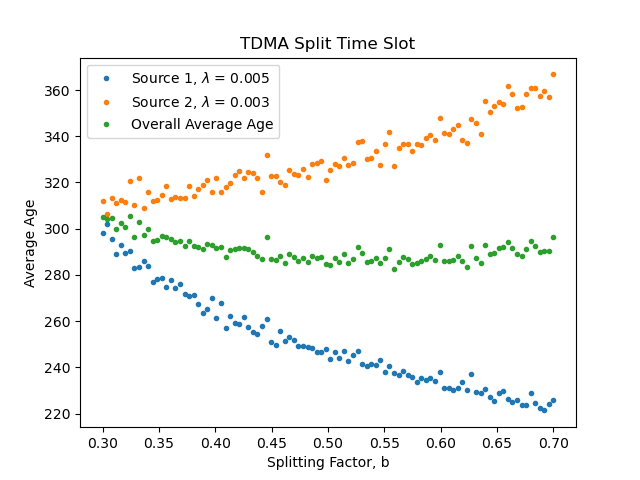 TDMA Split Time Slot
Source 1, λ = 0.005
Source 2, λ = 0.003
Overall Average Age
Average Age
360
340
320
300
280
260
240
220
0.30 0.35 0.40 0.45 0.50 0.55 0.60 0.65 0.70
Splitting Factor, b